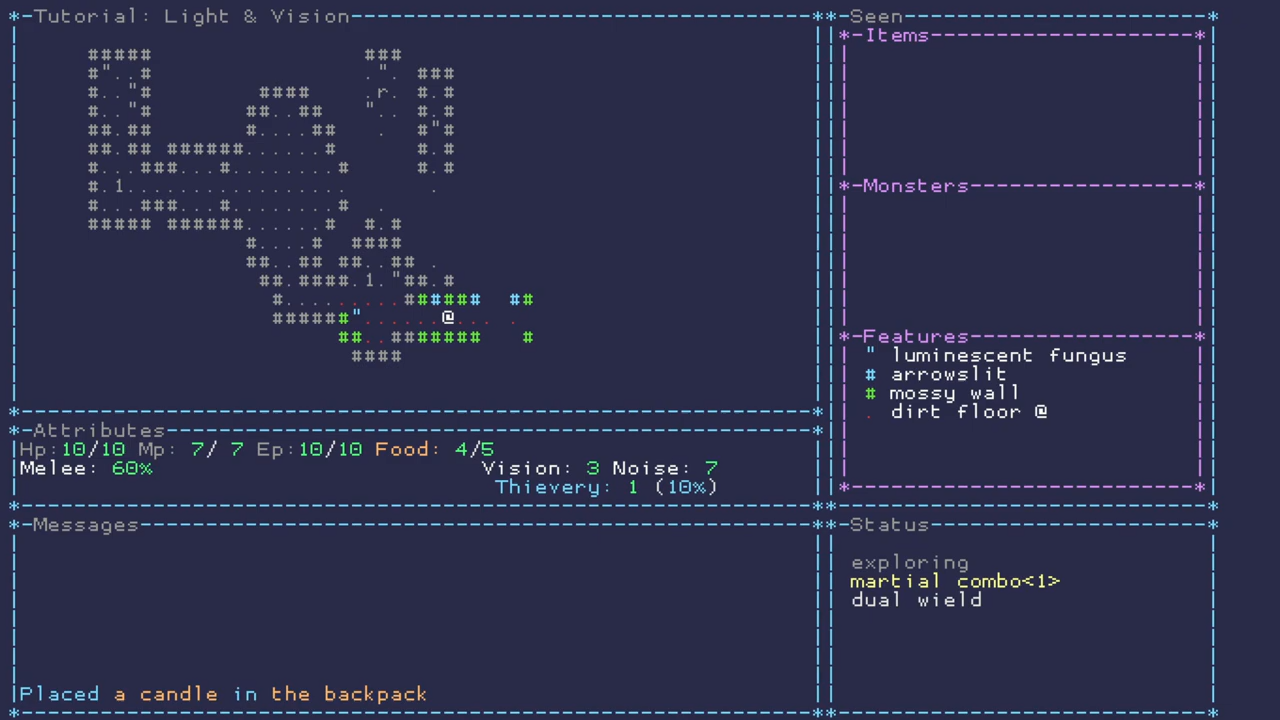 Tutorial: Light & Vision
Seen
Items
Monsters
Features
" luminescent fungus
# arrowslit
# mossy wall
. dirt floor @
Attributes
Hp:10/10 Mp: 7/ 7 Ep:10/10 Food: 4/5
Melee: 60% Vision: 3 Noise: 7
Thievery: 1 (10%)
Messages
Placed a candle in the backpack
Status
exploring
martial combo<1>
dual wield